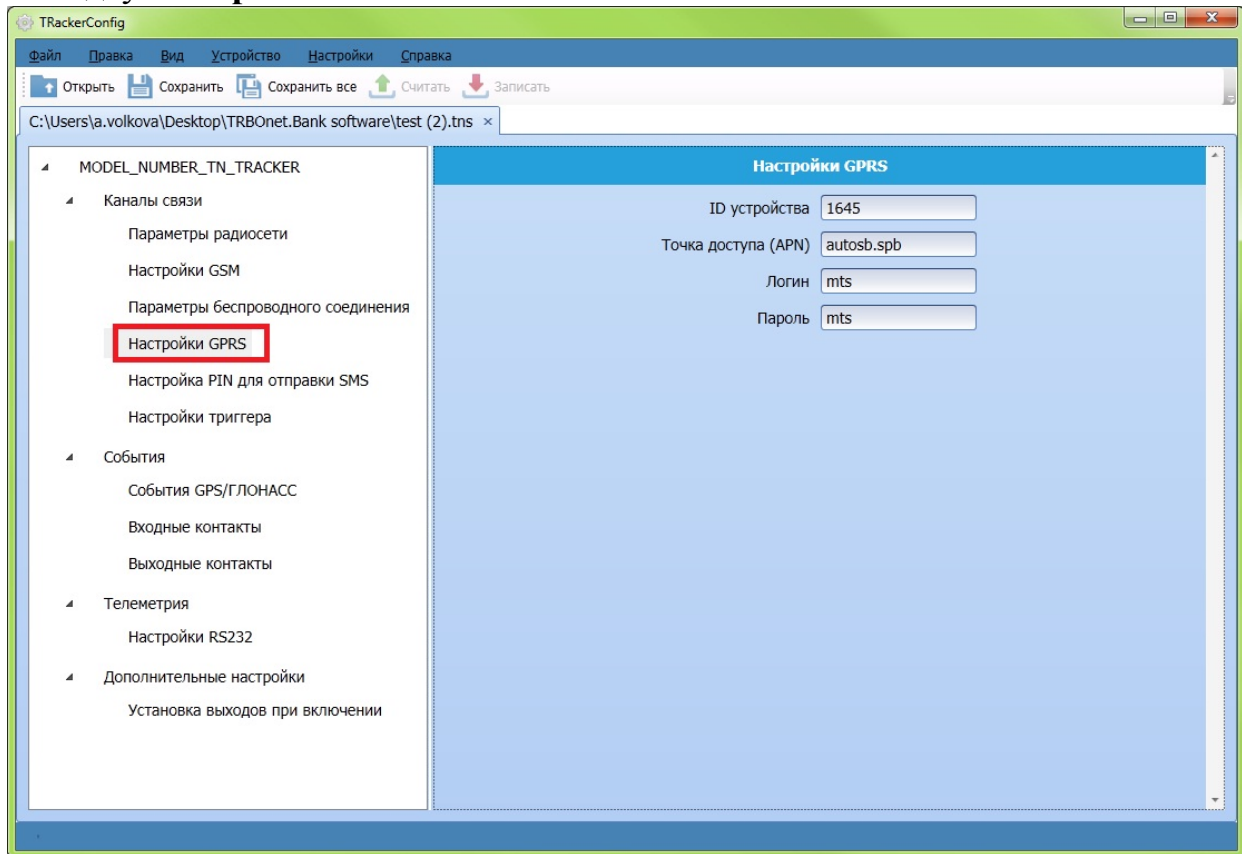 TRackerConfig
Файл Правка Вид Устройство Настройки Справка
Открыть Сохранить Сохранить все Считать Записать
C:\Users\a.volkova\Desktop\TRBOnet.Bank software\test (2).tns ×
MODEL_NUMBER_TN_TRACKER
Каналы связи
Параметры радиосети
Настройки GSM
Параметры беспроводного соединения
Настройки GPRS
Настройка PIN для отправки SMS
Настройки триггера
События
События GPS/ГЛОНАСС
Входные контакты
Выходные контакты
Телеметрия
Настройки RS232
Дополнительные настройки
Установка выходов при включении
Настройки GPRS
ID устройства 1645
Точка доступа (APN) autosb.spb
Логин mts
Пароль mts